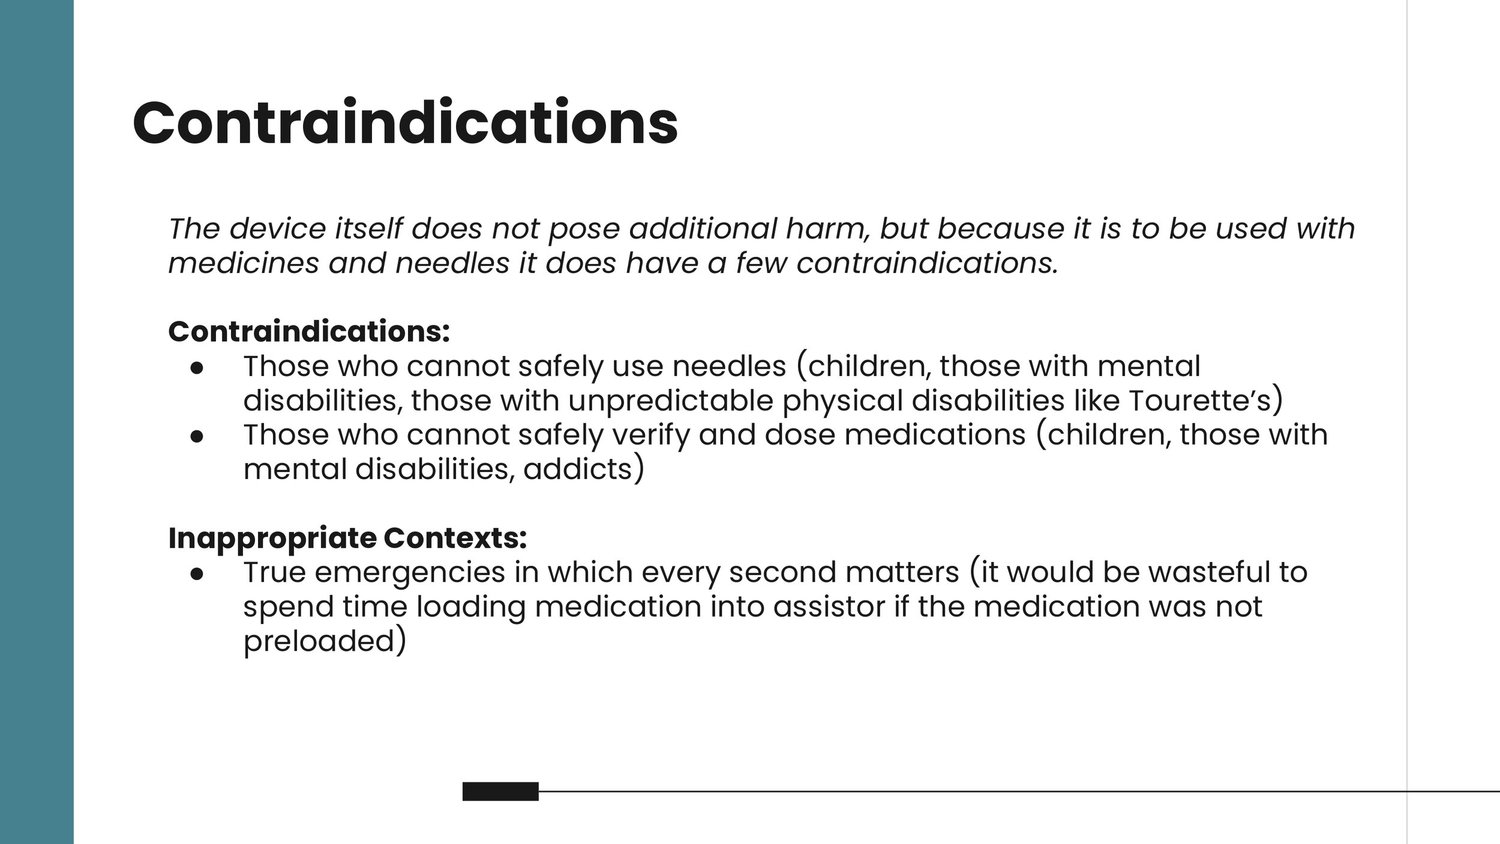 Contraindications
The device itself does not pose additional harm, but because it is to be used with
medicines and needles it does have a few contraindications.
Contraindications:
● Those who cannot safely use needles (children, those with mental
disabilities, those with unpredictable physical disabilities like Tourette’s)
● Those who cannot safely verify and dose medications (children, those with
mental disabilities, addicts)
Inappropriate Contexts:
● True emergencies in which every second matters (it would be wasteful to
spend time loading medication into assistor if the medication was not
preloaded)